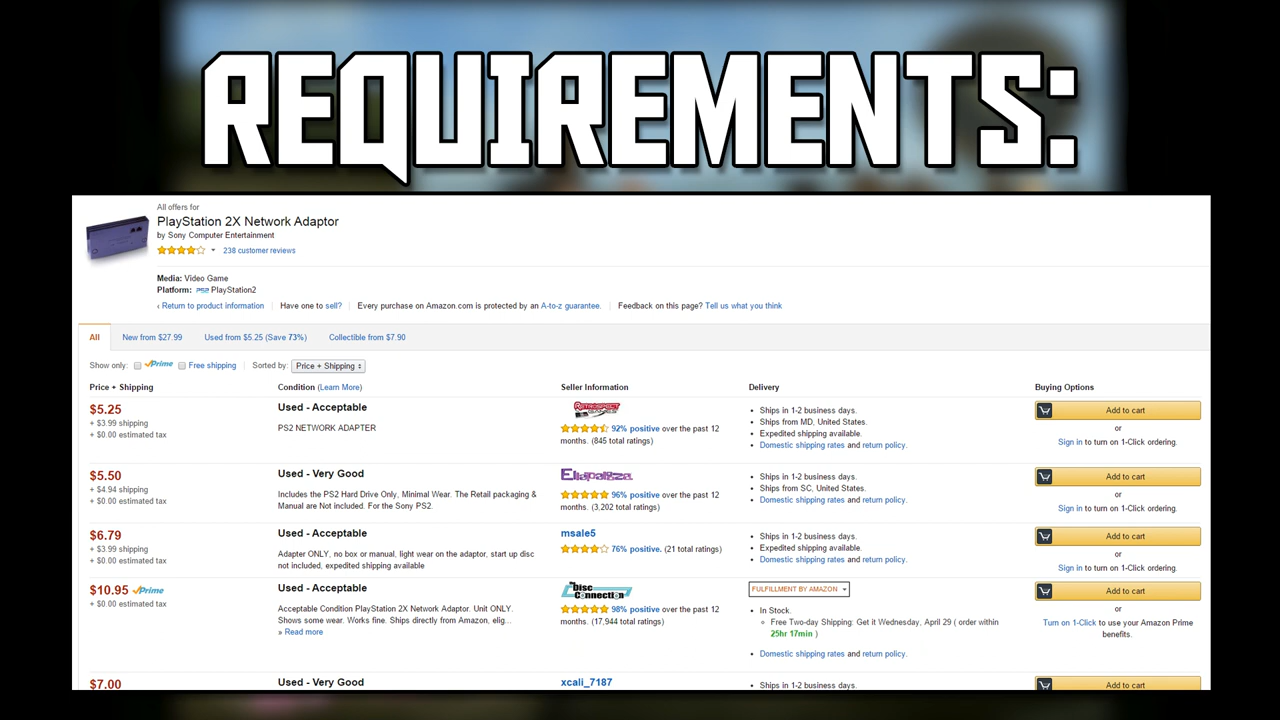 REQUIREMENTS:
All offers for
PlayStation 2X Network Adaptor
by Sony Computer Entertainment
238 customer reviews
Media: Video Game
Platform: PS2 PlayStation2
‹ Return to product information Have one to sell? Every purchase on Amazon.com is protected by an A-to-z guarantee. Feedback on this page? Tell us what you think
All New from $27.99 Used from $5.25 (Save 73%) Collectible from $7.90
Show only: Prime Free shipping Sorted by: Price + Shipping
Price + Shipping Condition (Learn More) Seller Information Delivery Buying Options
$5.25
+ $3.99 shipping
+ $0.00 estimated tax
Used - Acceptable
PS2 NETWORK ADAPTER
92% positive over the past 12
months. (845 total ratings)
• Ships in 1-2 business days.
• Ships from MD, United States.
• Expedited shipping available.
• Domestic shipping rates and return policy.
Add to cart
or
Sign in to turn on 1-Click ordering.
$5.50
+ $4.94 shipping
+ $0.00 estimated tax
Used - Very Good
Includes the PS2 Hard Drive Only, Minimal Wear. The Retail packaging &
Manual are Not included. For the Sony PS2.
96% positive over the past 12
months. (3,202 total ratings)
• Ships in 1-2 business days.
• Ships from SC, United States.
• Domestic shipping rates and return policy.
Add to cart
or
Sign in to turn on 1-Click ordering.
$6.79
+ $3.99 shipping
+ $0.00 estimated tax
Used - Acceptable
Adapter ONLY, no box or manual, light wear on the adaptor, start up disc
not included, expedited shipping available
msale5
76% positive. (21 total ratings)
• Ships in 1-2 business days.
• Expedited shipping available.
• Domestic shipping rates and return policy.
Add to cart
or
Sign in to turn on 1-Click ordering.
$10.95 Prime
+ $0.00 estimated tax
Used - Acceptable
Acceptable Condition PlayStation 2X Network Adaptor. Unit ONLY.
Shows some wear. Works fine. Ships directly from Amazon, elig...
» Read more
The Disc Connection
98% positive over the past 12
months. (17,944 total ratings)
FULFILLMENT BY AMAZON
• In Stock.
Free Two-day Shipping: Get it Wednesday, April 29 ( order within
25hr 17min )
• Domestic shipping rates and return policy.
Add to cart
or
Turn on 1-Click to use your Amazon Prime
benefits.
$7.00
Used - Very Good
xcali_7187
• Ships in 1-2 business days.
Add to cart